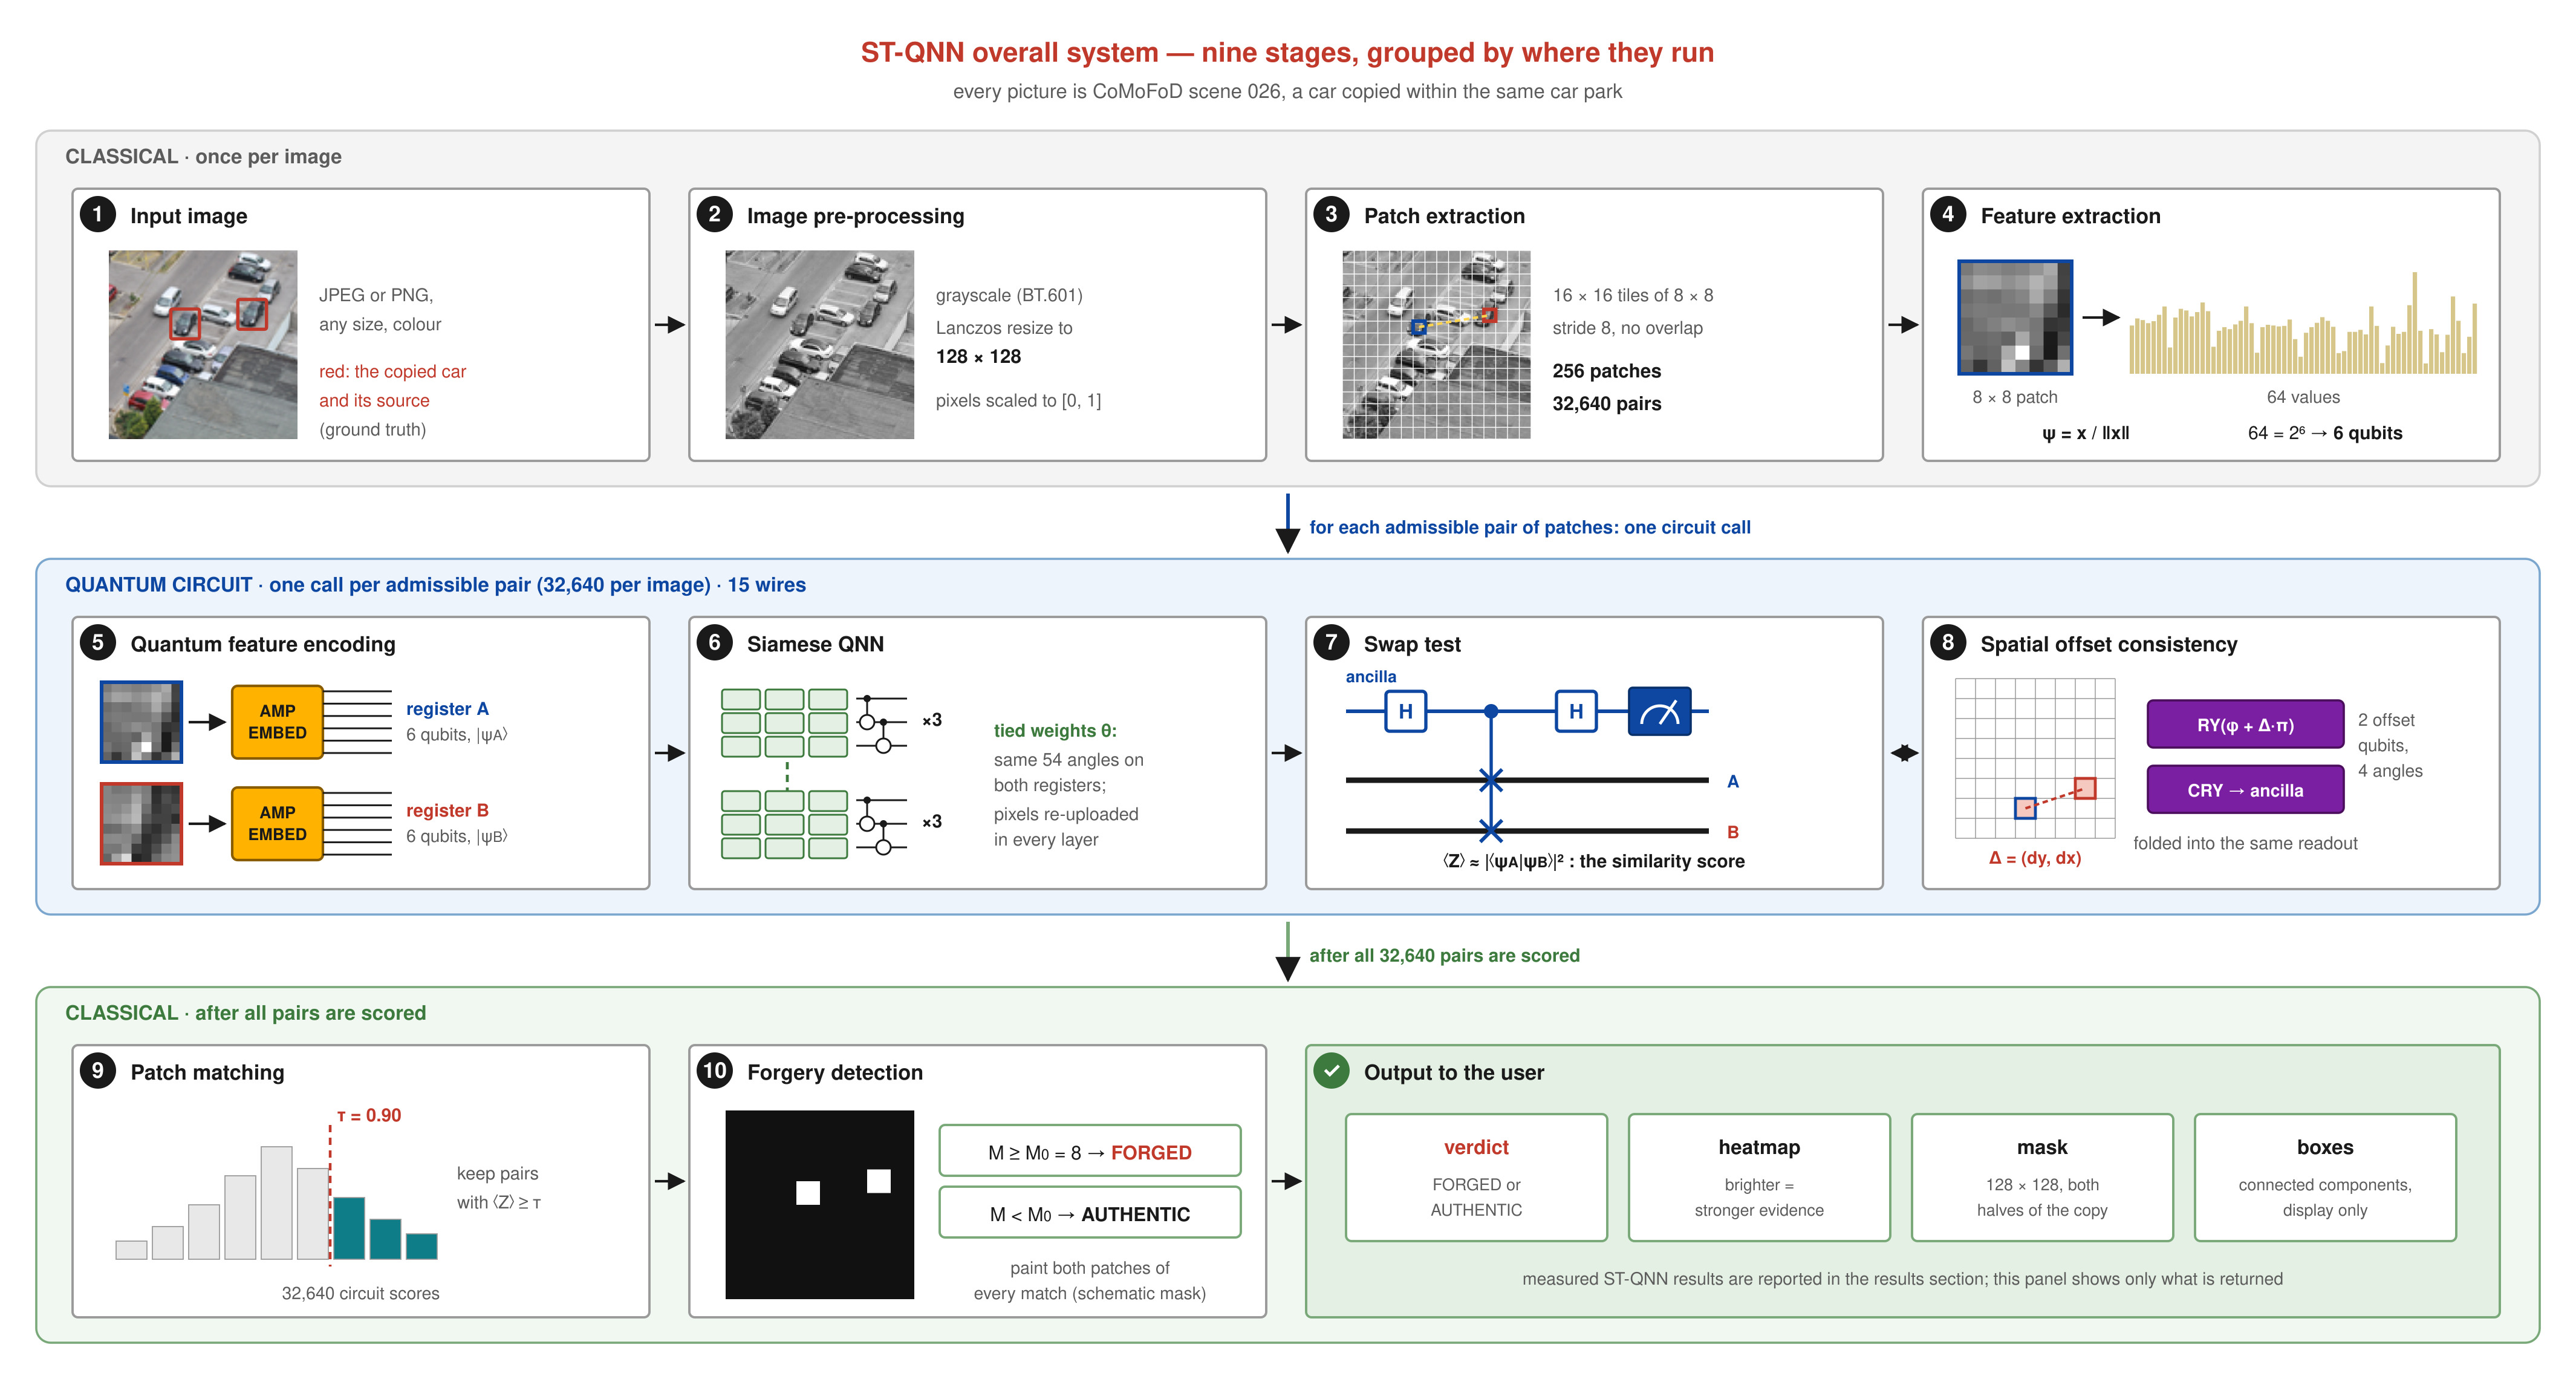 ST-QNN overall system — nine stages, grouped by where they run
every picture is CoMoFoD scene 026, a car copied within the same car park
CLASSICAL · once per image
1 Input image
JPEG or PNG,
any size, colour
red: the copied car
and its source
(ground truth)
2 Image pre-processing
grayscale (BT.601)
Lanczos resize to
128 × 128
pixels scaled to [0, 1]
3 Patch extraction
16 × 16 tiles of 8 × 8
stride 8, no overlap
256 patches
32,640 pairs
4 Feature extraction
8 × 8 patch
64 values
ψ = x / ‖x‖
64 = 2⁶ → 6 qubits
for each admissible pair of patches: one circuit call
QUANTUM CIRCUIT · one call per admissible pair (32,640 per image) · 15 wires
5 Quantum feature encoding
AMP
EMBED
register A
6 qubits, |ψA⟩
AMP
EMBED
register B
6 qubits, |ψB⟩
6 Siamese QNN
×3
×3
tied weights θ:
same 54 angles on
both registers;
pixels re-uploaded
in every layer
7 Swap test
ancilla
H
H
A
B
⟨Z⟩ ≈ |⟨ψA|ψB⟩|² : the similarity score
8 Spatial offset consistency
RY(φ + Δ·π)
CRY → ancilla
2 offset
qubits,
4 angles
Δ = (dy, dx)
folded into the same readout
after all 32,640 pairs are scored
CLASSICAL · after all pairs are scored
9 Patch matching
τ = 0.90
keep pairs
with ⟨Z⟩ ≥ τ
32,640 circuit scores
10 Forgery detection
M ≥ M₀ = 8 → FORGED
M < M₀ → AUTHENTIC
paint both patches of
every match (schematic mask)
Output to the user
verdict
FORGED or
AUTHENTIC
heatmap
brighter =
stronger evidence
mask
128 × 128, both
halves of the copy
boxes
connected components,
display only
measured ST-QNN results are reported in the results section; this panel shows only what is returned